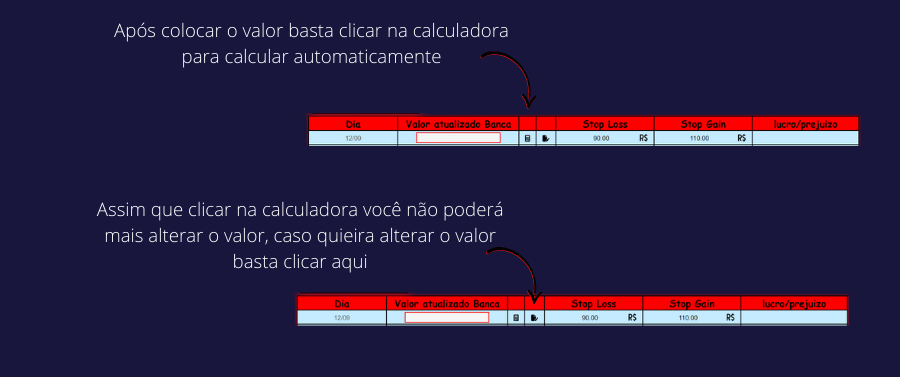 Após colocar o valor basta clicar na calculadora
para calcular automaticamente
Dia Valor atualizado Banca Stop Loss Stop Gain lucro/prejuizo
12/09 90.00 R$ 110.00 R$
Assim que clicar na calculadora você não poderá
mais alterar o valor, caso quieira alterar o valor
basta clicar aqui
Dia Valor atualizado Banca Stop Loss Stop Gain lucro/prejuizo
12/09 90.00 R$ 110.00 R$